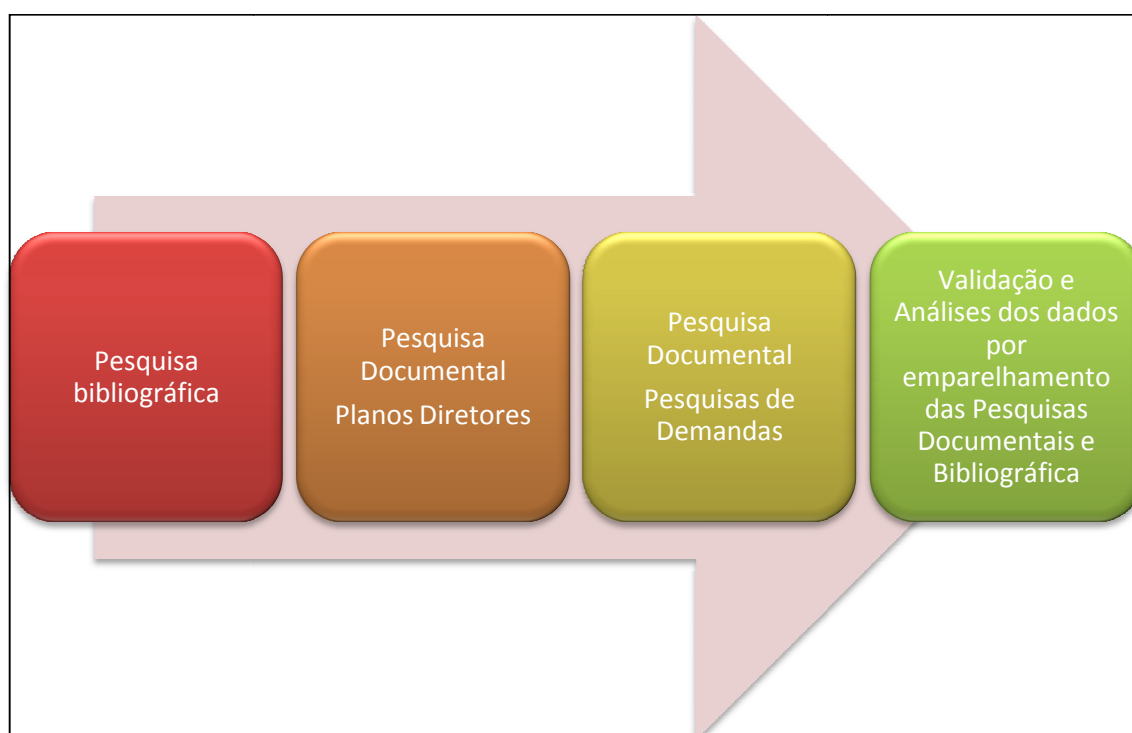 Pesquisa
bibliográfica
Pesquisa
Documental
Planos Diretores
Pesquisa
Documental
Pesquisas de
Demandas
Validação e
Análises dos dados
por
emparelhamento
das Pesquisas
Documentais e
Bibliográfica